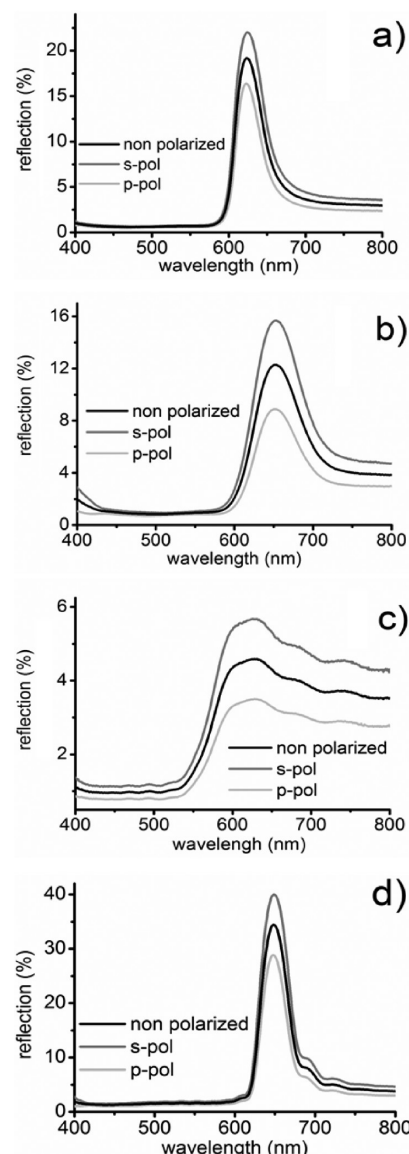 a)
20
15
10
5
0
reflection (%)
non polarized
s-pol
p-pol
400 500 600 700 800
wavelength (nm)
b)
16
12
8
4
0
reflection (%)
non polarized
s-pol
p-pol
400 500 600 700 800
wavelength (nm)
c)
6
4
2
reflection (%)
non polarized
s-pol
p-pol
400 500 600 700 800
wavelengh (nm)
d)
40
30
20
10
0
reflection (%)
non polarized
s-pol
p-pol
400 500 600 700 800
wavelength (nm)